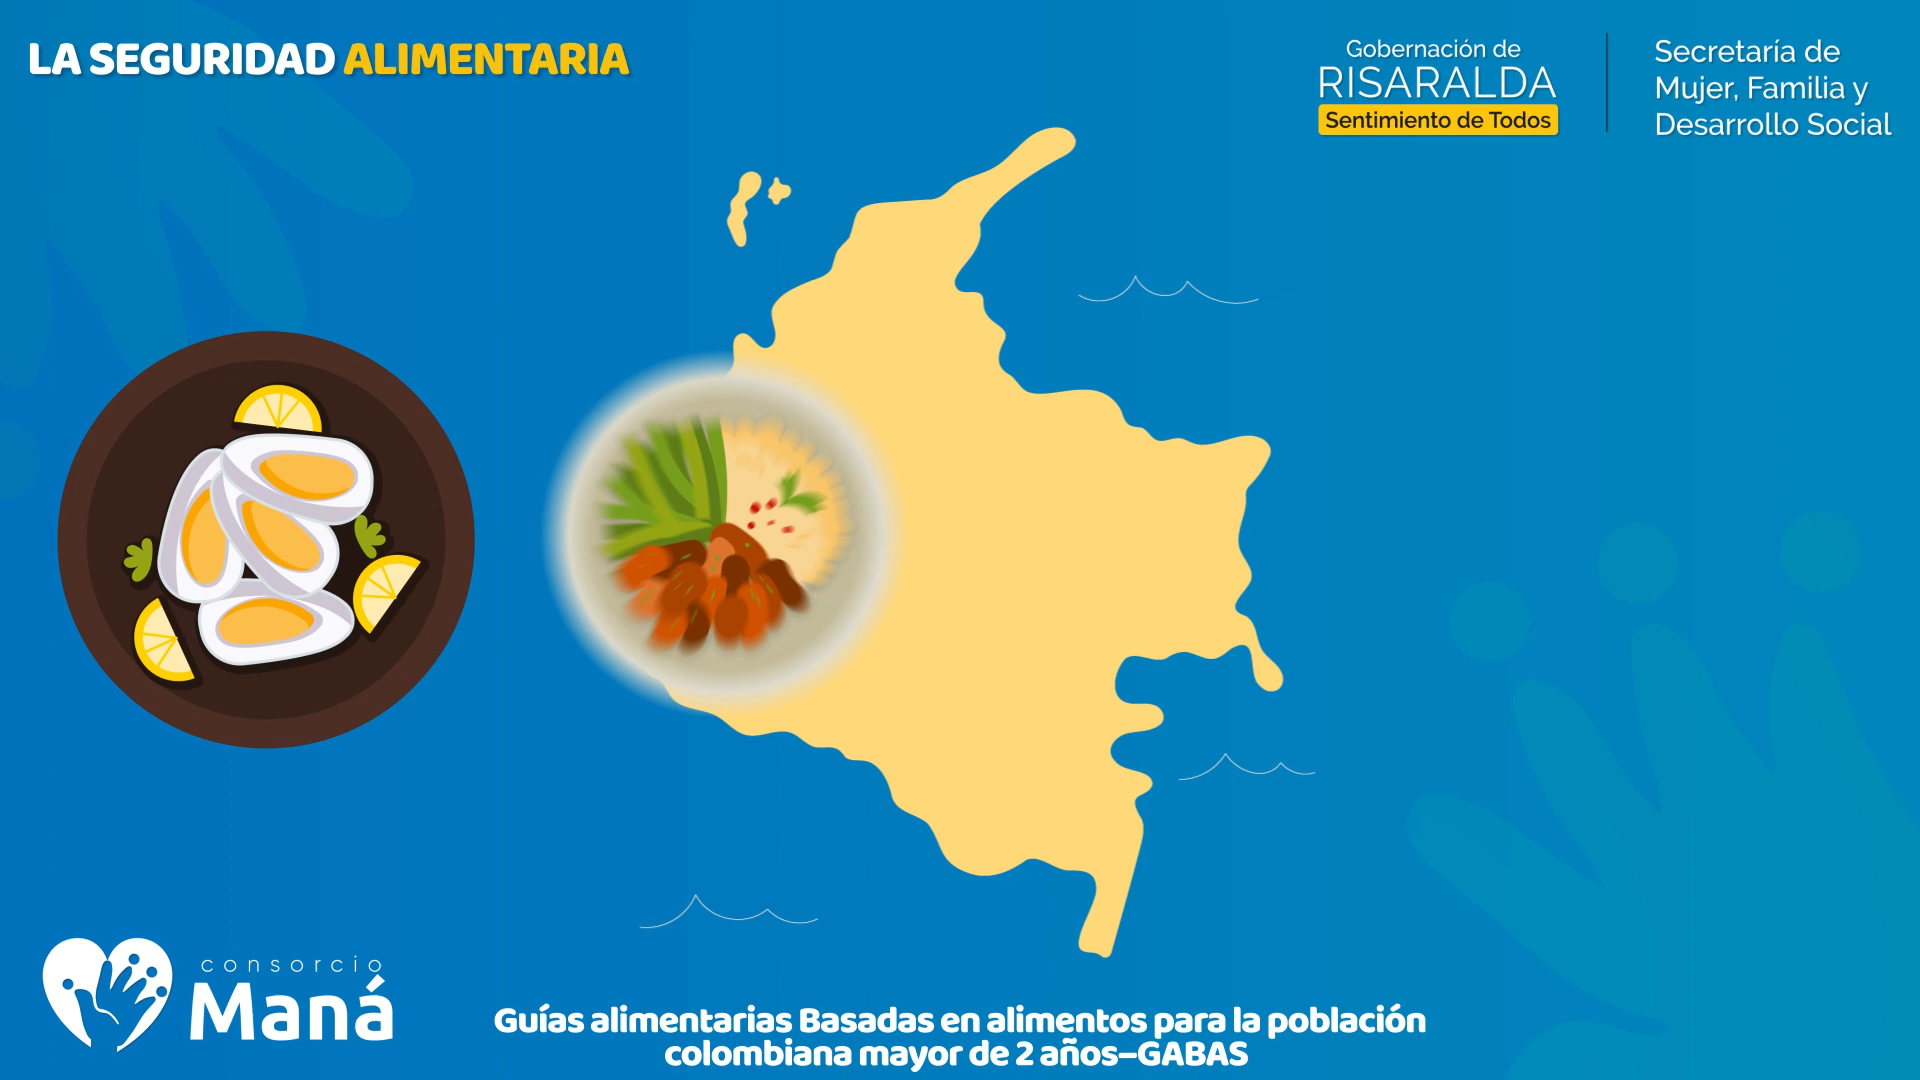 LA SEGURIDAD ALIMENTARIA
Gobernación de
RISARALDA
Sentimiento de Todos
Secretaría de
Mujer, Familia y
Desarrollo Social
consorcio
Maná
Guías alimentarias Basadas en alimentos para la población
colombiana mayor de 2 años–GABAS